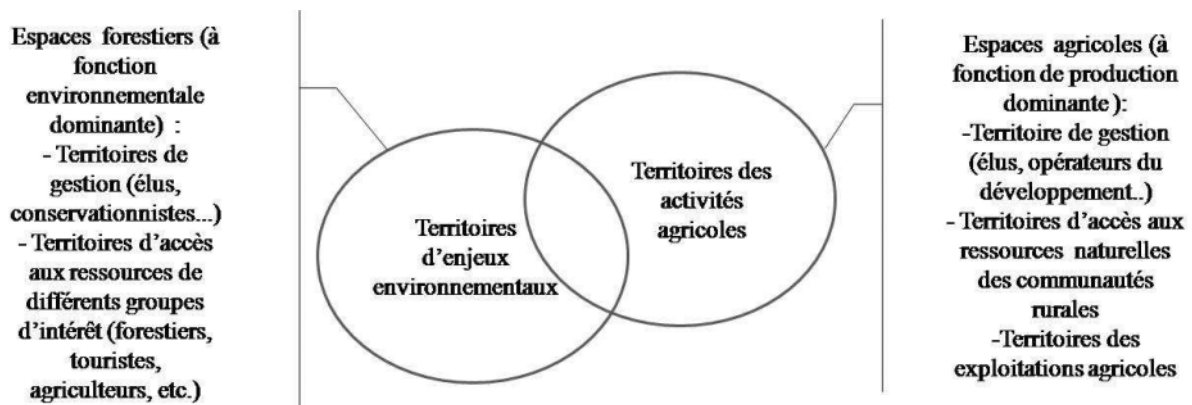 Espaces forestiers (à
fonction
environnementale
dominante) :
- Territoires de
gestion (élus,
conservationnistes...)
- Territoires d'accès
aux ressources de
différents groupes
d'intérêt (forestiers,
touristes,
agriculteurs, etc.)
Territoires
d'enjeux
environnementaux
Territoires des
activités
agricoles
Espaces agricoles (à
fonction de production
dominante ):
-Territoire de gestion
(élus, opérateurs du
développement..)
- Territoires d'accès aux
ressources naturelles
des communautés
rurales
-Territoires des
exploitations agricoles